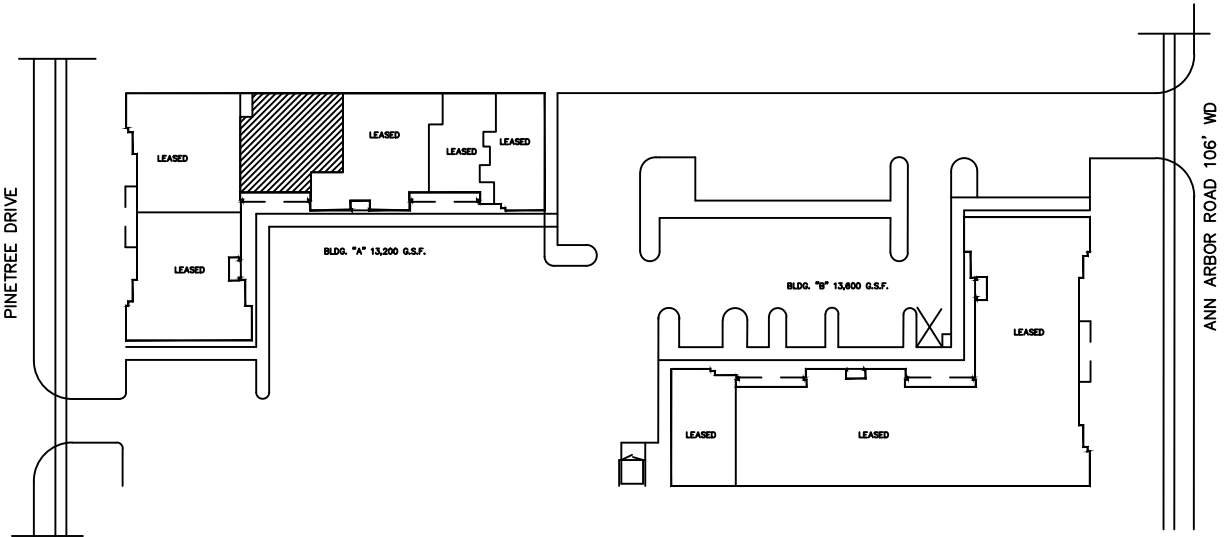 PINETREE DRIVE
LEASED
LEASED
LEASED
LEASED
LEASED
BLDG. "A" 13,200 G.S.F.
BLDG. "B" 13,600 G.S.F.
LEASED
LEASED
LEASED
ANN ARBOR ROAD 106' WD